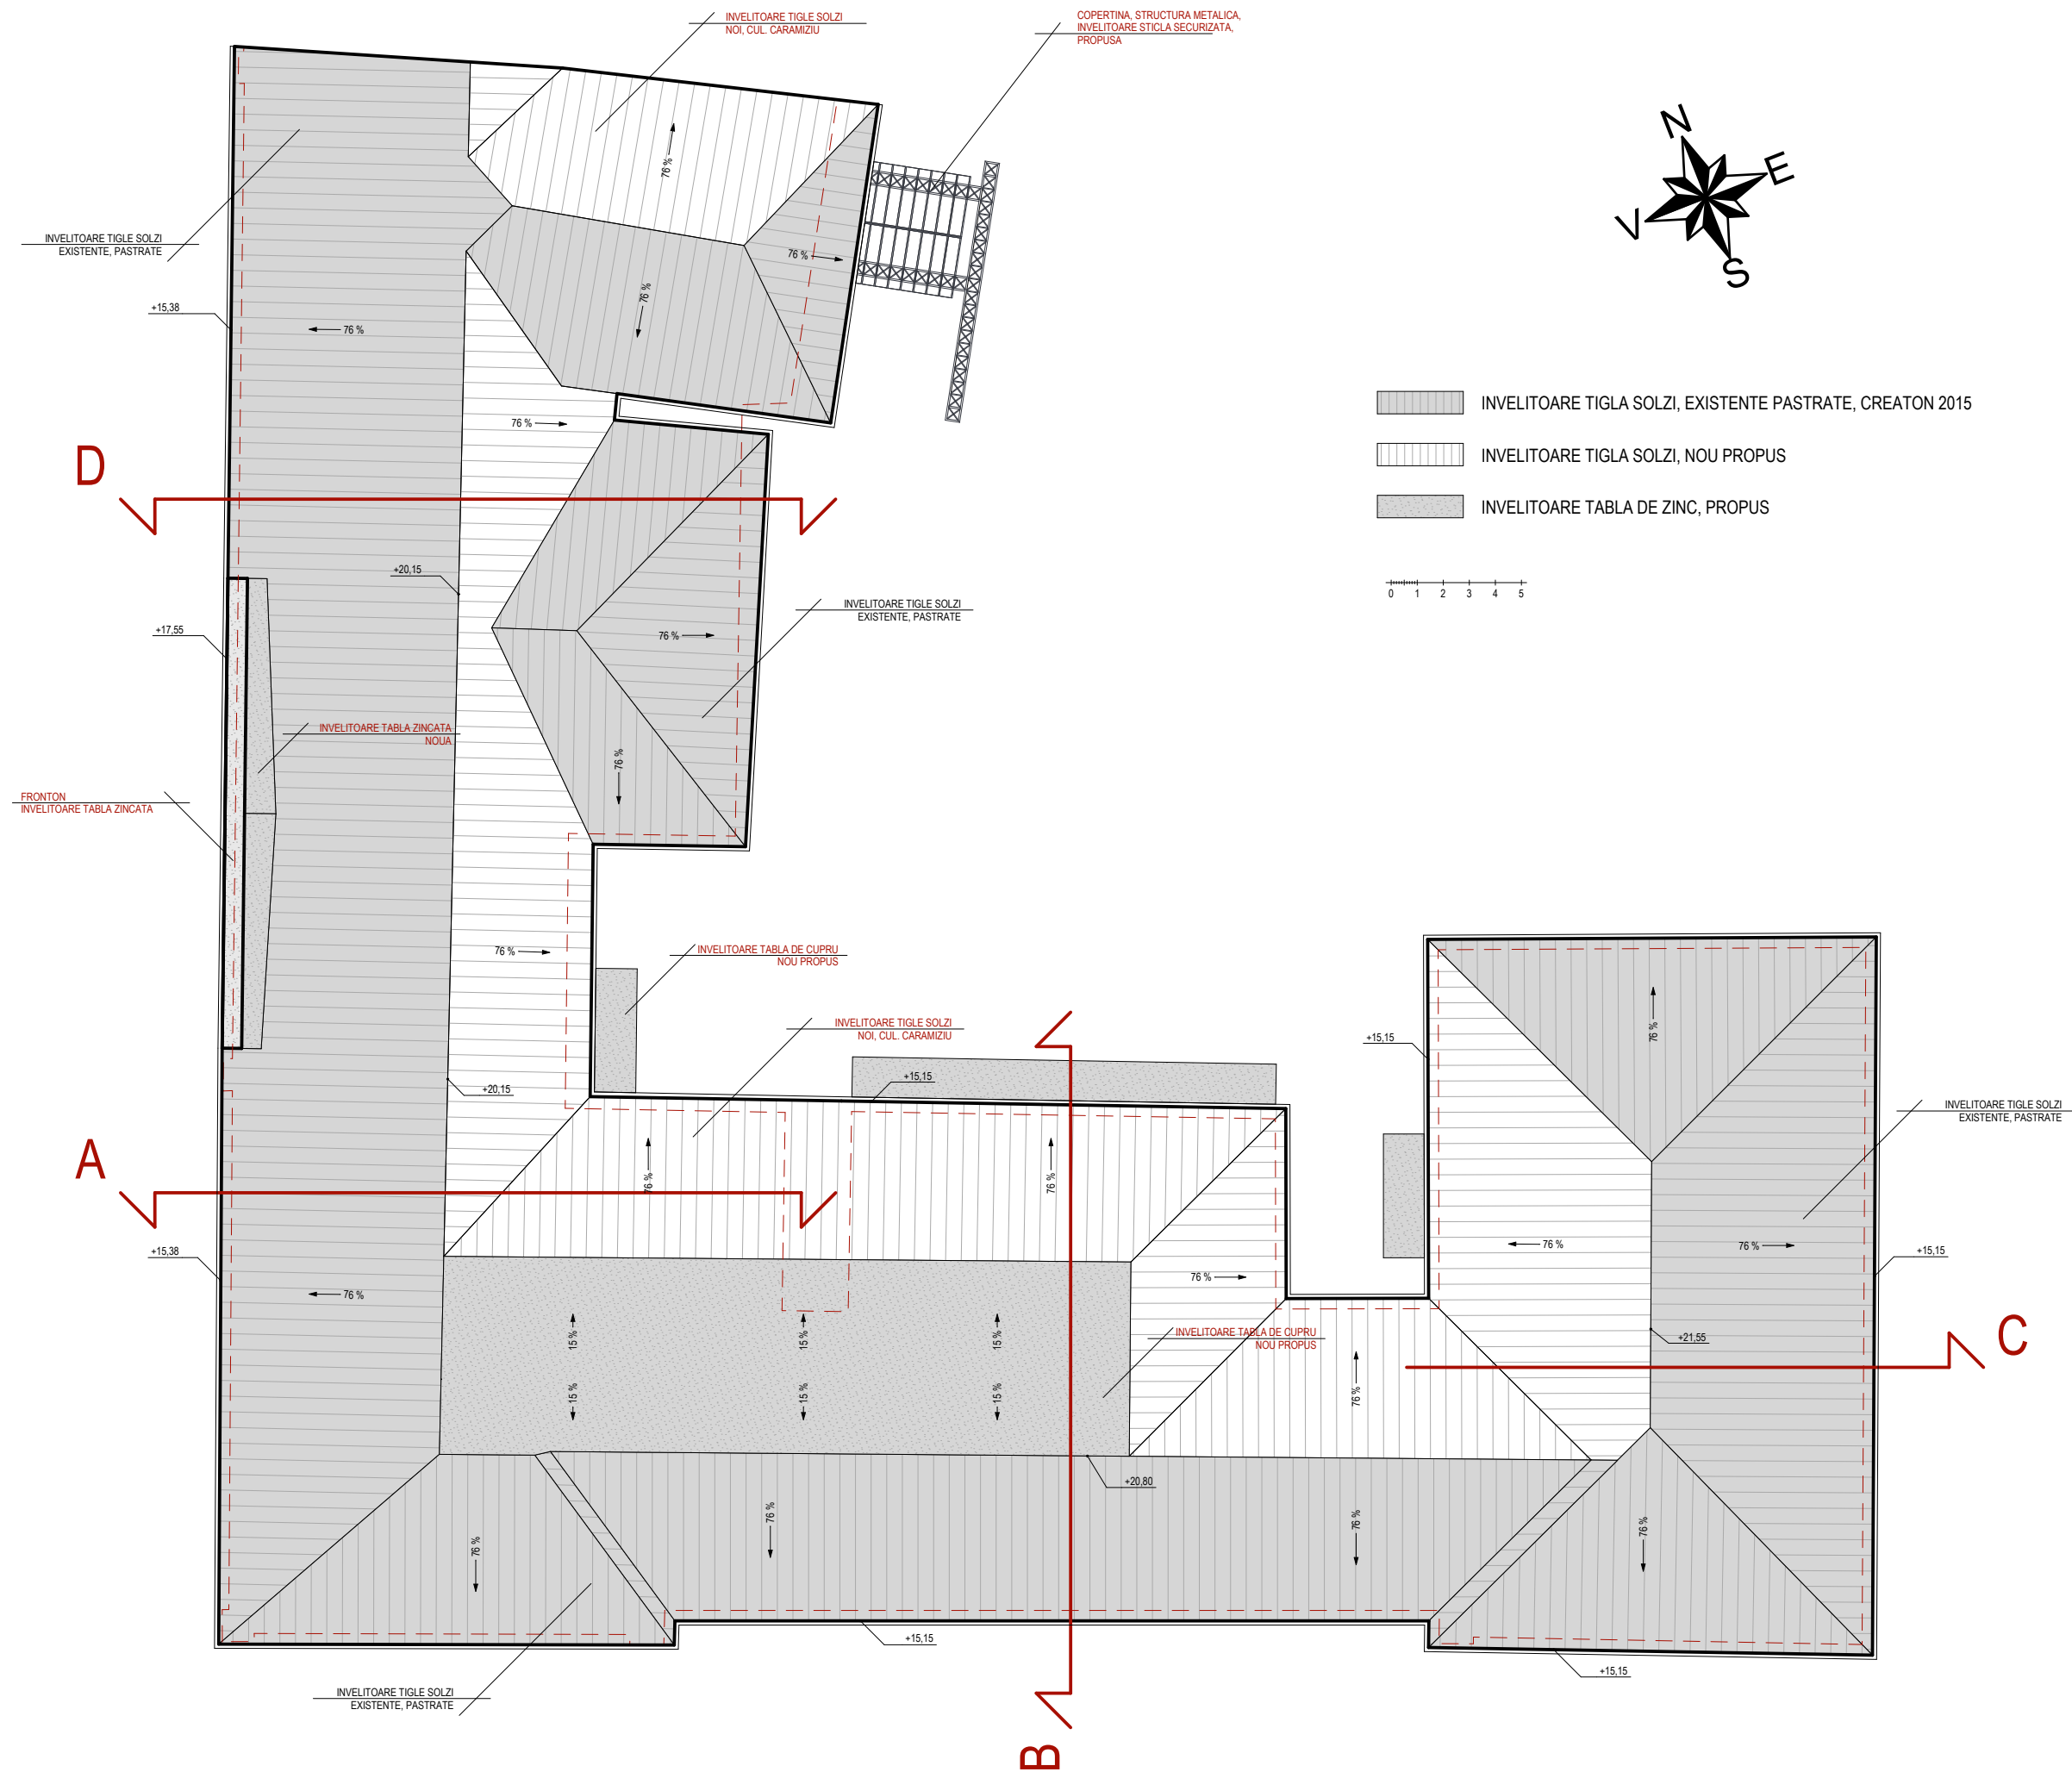 INVELITOARE TIGLE SOLZI
NOI, CUL. CARAMIZIU
COPERTINA, STRUCTURA METALICA,
INVELITOARE STICLA SECURIZATA,
PROPUSA
N
E
V
S
76 %
76 %
INVELITOARE TIGLE SOLZI
EXISTENTE, PASTRATE
76 %
+15,38
76 %
INVELITOARE TIGLA SOLZI, EXISTENTE PASTRATE, CREATON 2015
76 %
INVELITOARE TIGLA SOLZI, NOU PROPUS
D
INVELITOARE TABLA DE ZINC, PROPUS
+20,15
0 1 2 3 4 5
INVELITOARE TIGLE SOLZI
EXISTENTE, PASTRATE
+17,55
76 %
INVELITOARE TABLA ZINCATA
NOUA
76 %
FRONTON
INVELITOARE TABLA ZINCATA
76 %
INVELITOARE TABLA DE CUPRU
NOU PROPUS
76 %
INVELITOARE TIGLE SOLZI
NOI, CUL. CARAMIZIU
+15,15
+15,15
+20,15
INVELITOARE TIGLE SOLZI
EXISTENTE, PASTRATE
A
76 %
76 %
+15,38
76 %
76 %
+15,15
76 %
76 %
15 %
15 %
15 %
INVELITOARE TABLA DE CUPRU
NOU PROPUS
+21,55
C
15 %
15 %
15 %
76 %
+20,80
76 %
76 %
76 %
76 %
+15,15
+15,15
INVELITOARE TIGLE SOLZI
EXISTENTE, PASTRATE
B